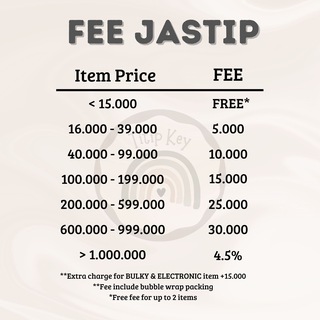 FEE JASTIP
Item Price FEE
< 15.000 FREE*
16.000 - 39.000 5.000
40.000 - 99.000 10.000
100.000 - 199.000 15.000
200.000 - 599.000 25.000
600.000 - 999.000 30.000
> 1.000.000 4.5%
**Extra charge for BULKY & ELECTRONIC item +15.000
**Fee include bubble wrap packing
*Free fee for up to 2 items